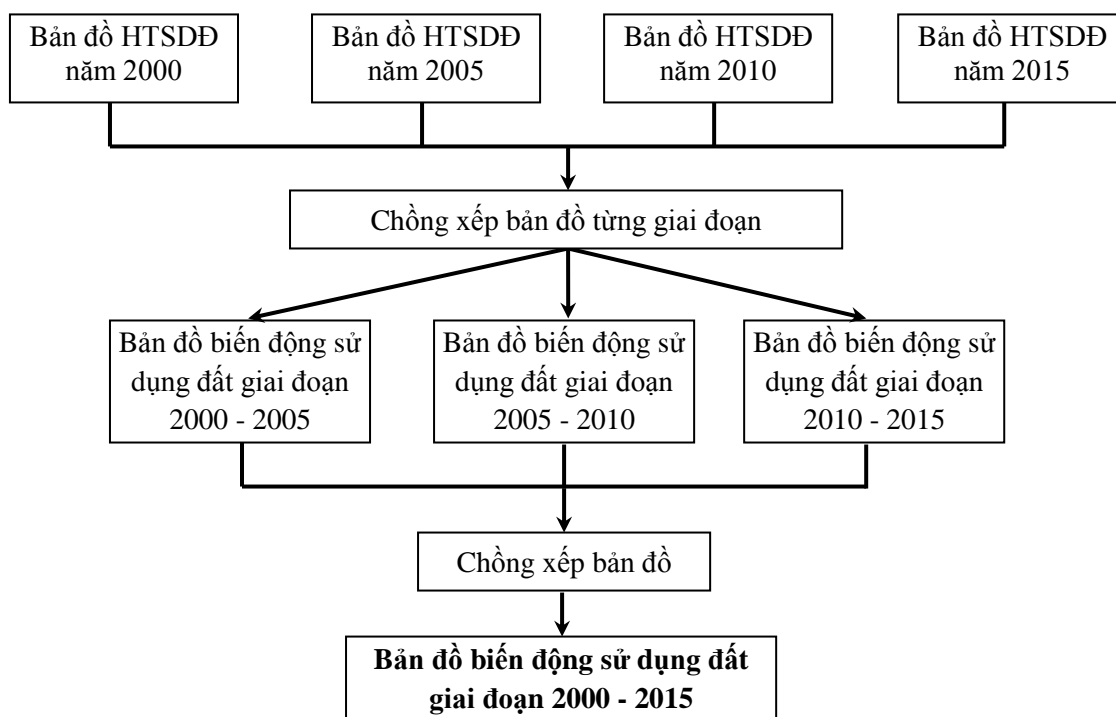 Bản đồ HTSDĐ
năm 2000
Bản đồ HTSDĐ
năm 2005
Bản đồ HTSDĐ
năm 2010
Bản đồ HTSDĐ
năm 2015
Chồng xếp bản đồ từng giai đoạn
Bản đồ biến động sử
dụng đất giai đoạn
2000 - 2005
Bản đồ biến động sử
dụng đất giai đoạn
2005 - 2010
Bản đồ biến động sử
dụng đất giai đoạn
2010 - 2015
Chồng xếp bản đồ
Bản đồ biến động sử dụng đất
giai đoạn 2000 - 2015